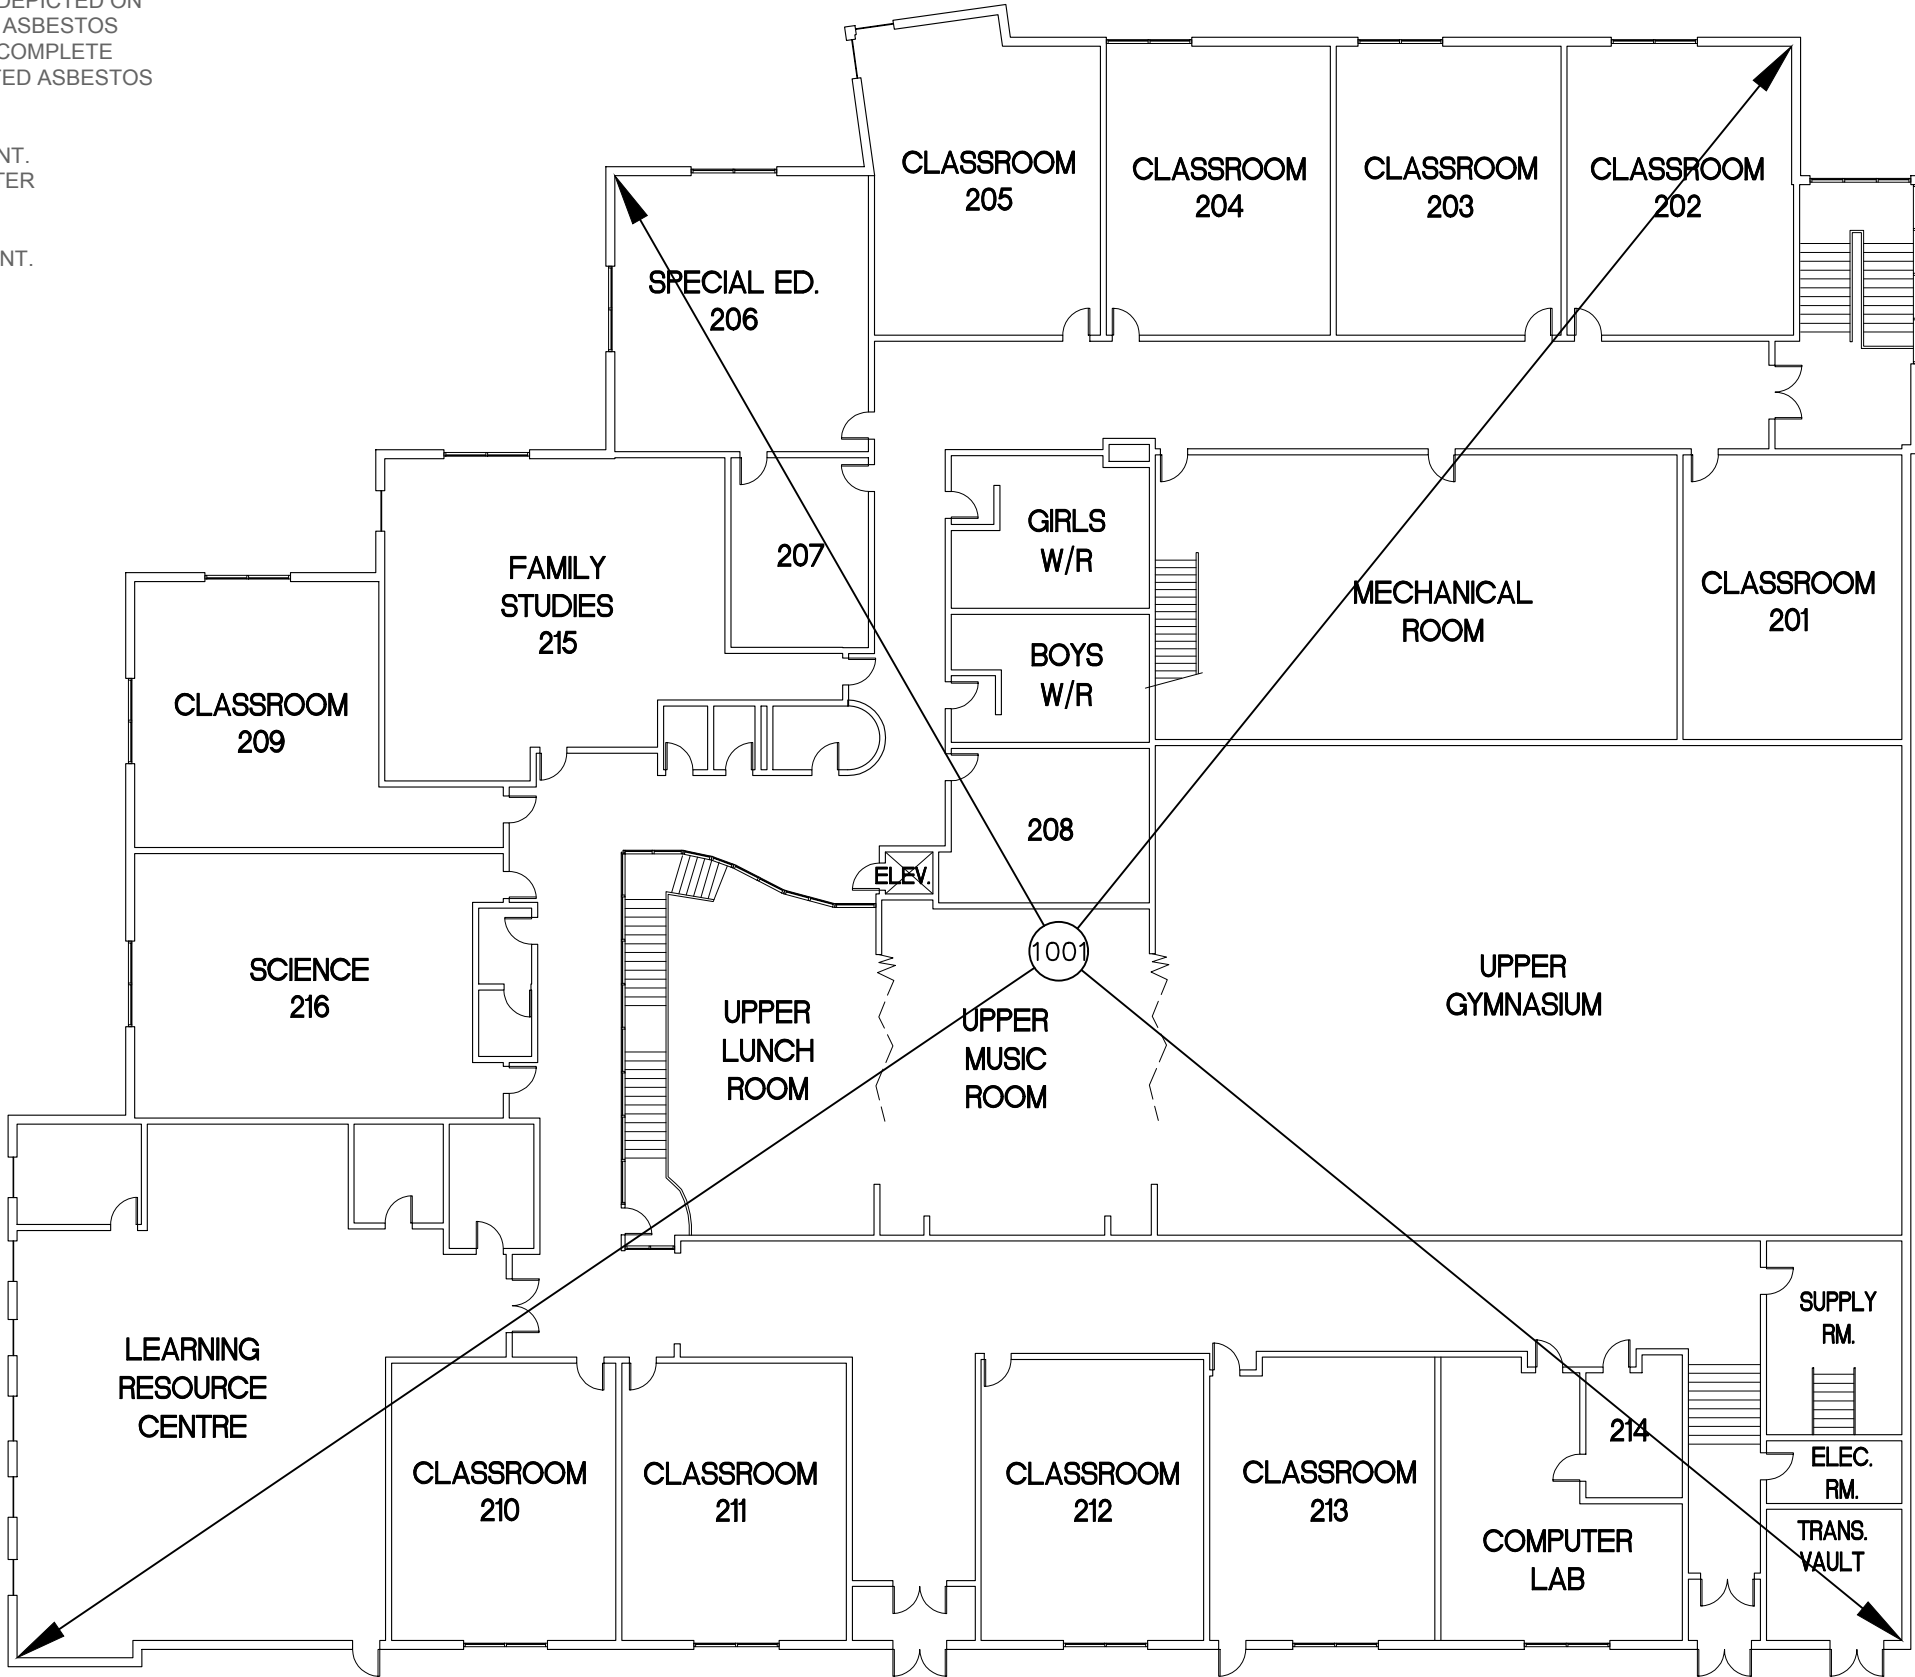 DEPICTED ON
ASBESTOS
COMPLETE
TED ASBESTOS
NT.
TER
NT.
CLASSROOM
205
CLASSROOM
204
CLASSROOM
203
CLASSROOM
202
SPECIAL ED.
206
GIRLS
W/R
207
FAMILY
STUDIES
215
MECHANICAL
ROOM
CLASSROOM
201
BOYS
W/R
CLASSROOM
209
208
ELEV.
1001
SCIENCE
216
UPPER
LUNCH
ROOM
UPPER
MUSIC
ROOM
UPPER
GYMNASIUM
SUPPLY
RM.
LEARNING
RESOURCE
CENTRE
CLASSROOM
210
CLASSROOM
211
CLASSROOM
212
CLASSROOM
213
214
ELEC.
RM.
COMPUTER
LAB
TRANS.
VAULT